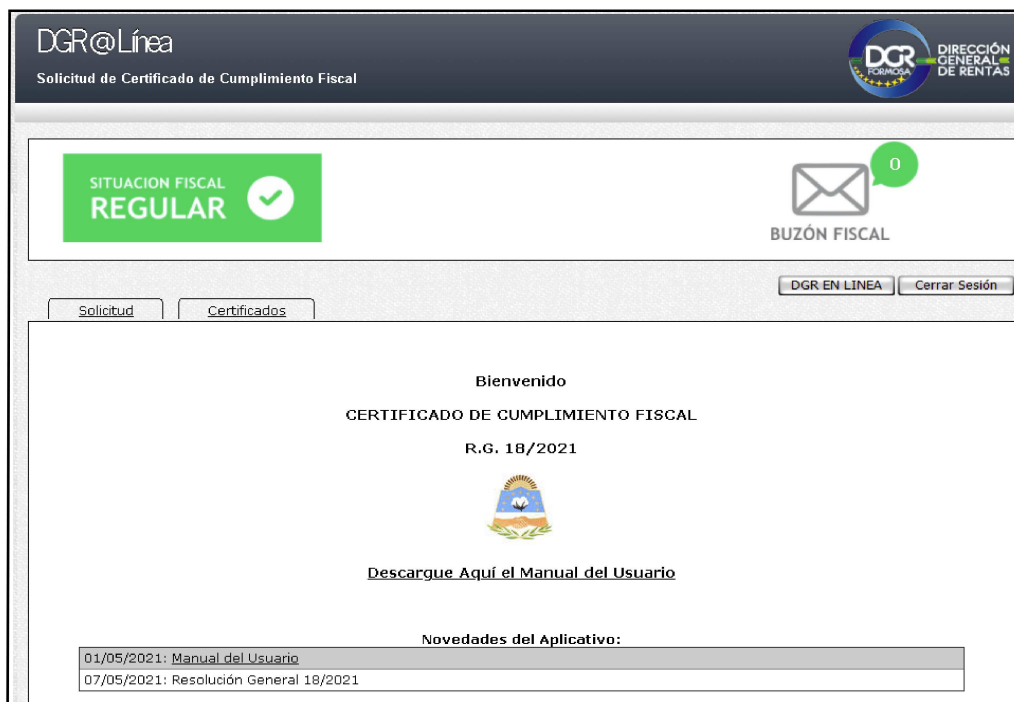 DGR@Línea
Solicitud de Certificado de Cumplimiento Fiscal
DGR
FORMOSA
DIRECCIÓN
GENERAL
DE RENTAS
SITUACION FISCAL
REGULAR
0
BUZÓN FISCAL
DGR EN LINEA
Cerrar Sesión
Solicitud
Certificados
Bienvenido
CERTIFICADO DE CUMPLIMIENTO FISCAL
R.G. 18/2021
Descargue Aquí el Manual del Usuario
Novedades del Aplicativo:
01/05/2021: Manual del Usuario
07/05/2021: Resolución General 18/2021